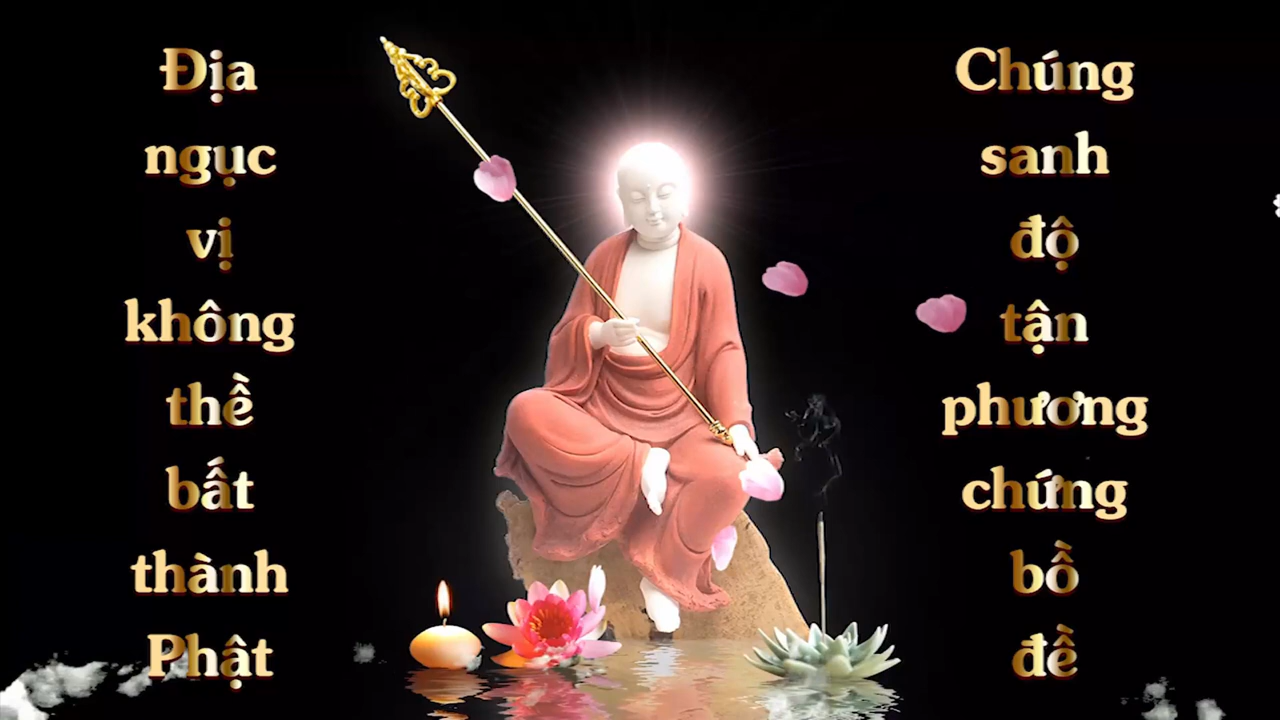 Địa
ngục
vị
không
thề
bất
thành
Phật
Chúng
sanh
độ
tận
phương
chứng
bồ
đề